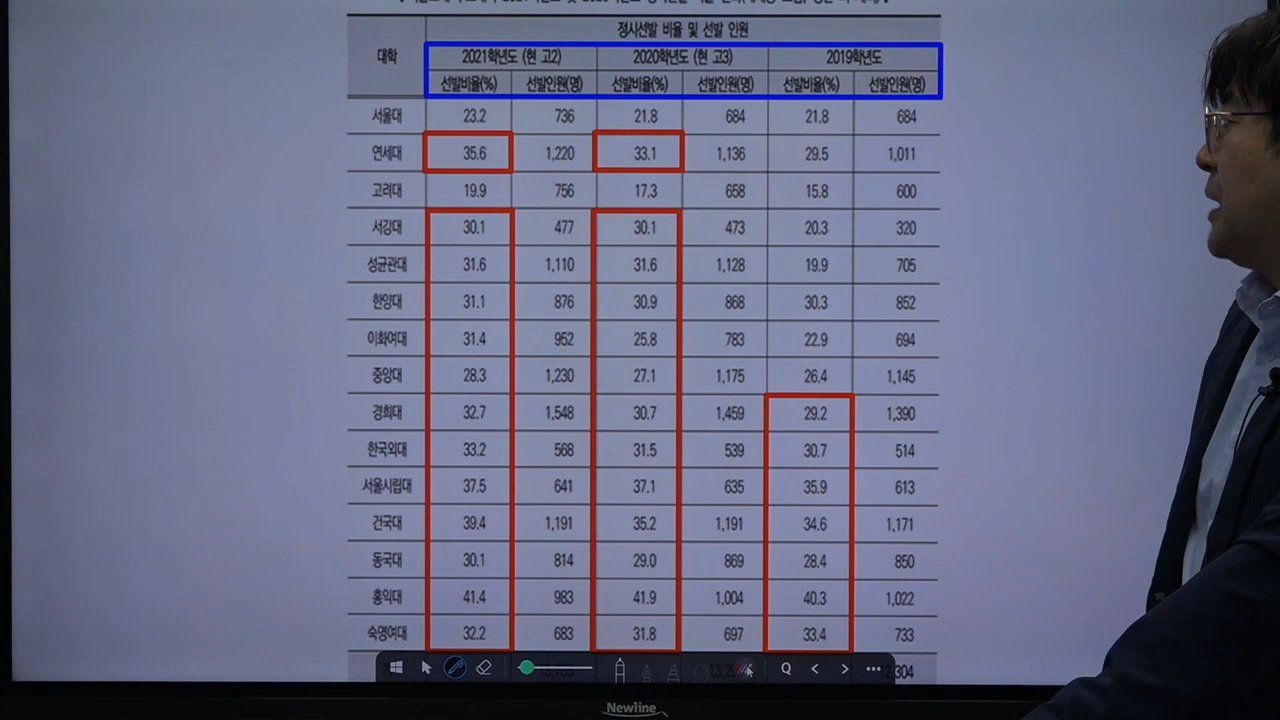 정시선발 비율 및 선발 인원
대학 2021학년도 (현 고2) 2020학년도 (현 고3) 2019학년도
선발비율(%) 선발인원(명) 선발비율(%) 선발인원(명) 선발비율(%) 선발인원(명)
서울대 23.2 736 21.8 684 21.8 684
연세대 35.6 1,220 33.1 1,136 29.5 1,011
고려대 19.9 756 17.3 658 15.8 600
서강대 30.1 477 30.1 473 20.3 320
성균관대 31.6 1,110 31.6 1,128 19.9 705
한양대 31.1 876 30.9 868 30.3 852
이화여대 31.4 952 25.8 783 22.9 694
중앙대 28.3 1,230 27.1 1,175 26.4 1,145
경희대 32.7 1,548 30.7 1,459 29.2 1,390
한국외대 33.2 568 31.5 539 30.7 514
서울시립대 37.5 641 37.1 635 35.9 613
건국대 39.4 1,191 35.2 1,191 34.6 1,171
동국대 30.1 814 29.0 869 28.4 850
홍익대 41.4 983 41.9 1,004 40.3 1,022
숙명여대 32.2 683 31.8 697 33.4 733
Newline